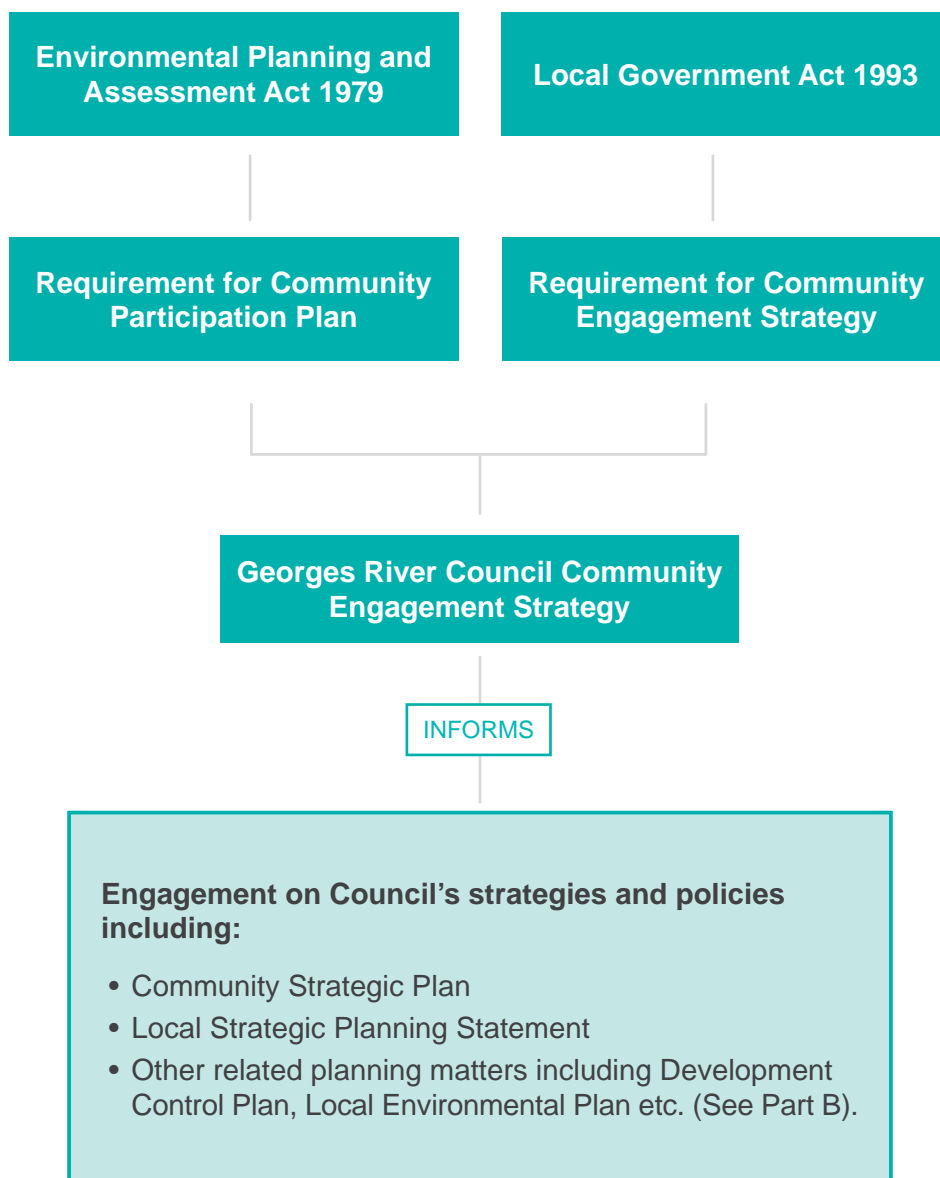 Environmental Planning and
Assessment Act 1979
Local Government Act 1993
Requirement for Community
Participation Plan
Requirement for Community
Engagement Strategy
Georges River Council Community
Engagement Strategy
INFORMS
Engagement on Council’s strategies and policies
including:
• Community Strategic Plan
• Local Strategic Planning Statement
• Other related planning matters including Development
Control Plan, Local Environmental Plan etc. (See Part B).